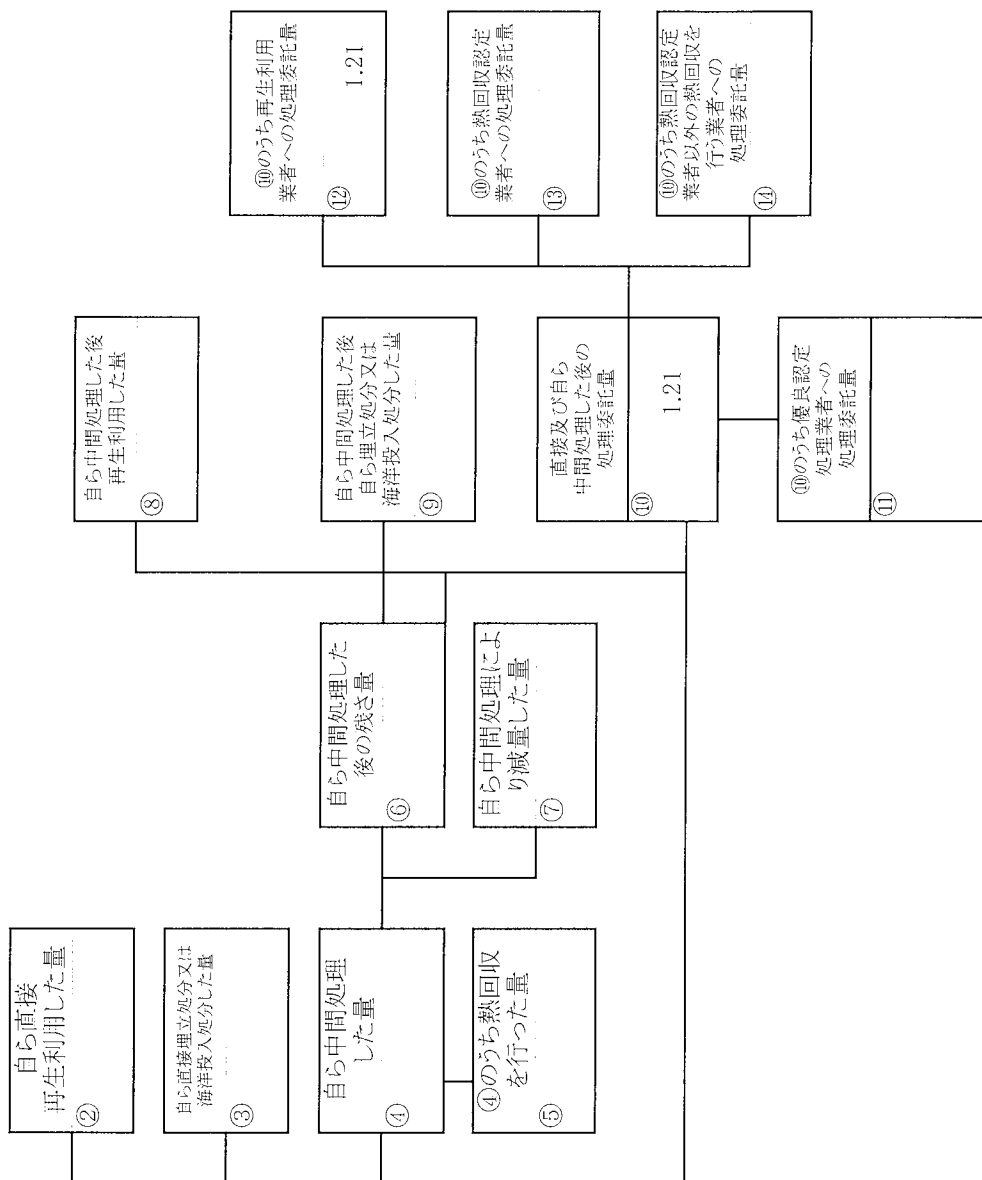 自ら直接
再生利用した量
②
自ら直接埋立処分又は
海洋投入処分した量
③
自ら中間処理
した量
④
④のうち熱回収
を行った量
⑤
自ら中間処理した
後の残さ量
⑥
自ら中間処理によ
り減量した量
⑦
自ら中間処理した後
再生利用した量
⑧
自ら中間処理した後
自ら埋立処分又は
海洋投入処分した量
⑨
直接及び自ら
中間処理した後の
処理委託量
⑩
1.21
⑩のうち優良認定
処理業者への
処理委託量
⑪
⑩のうち再生利用
業者への処理委託量
⑫
1.21
⑩のうち熱回収認定
業者への処理委託量
⑬
⑩のうち熱回収認定
業者以外の熱回収を
行う業者への
処理委託量
⑭